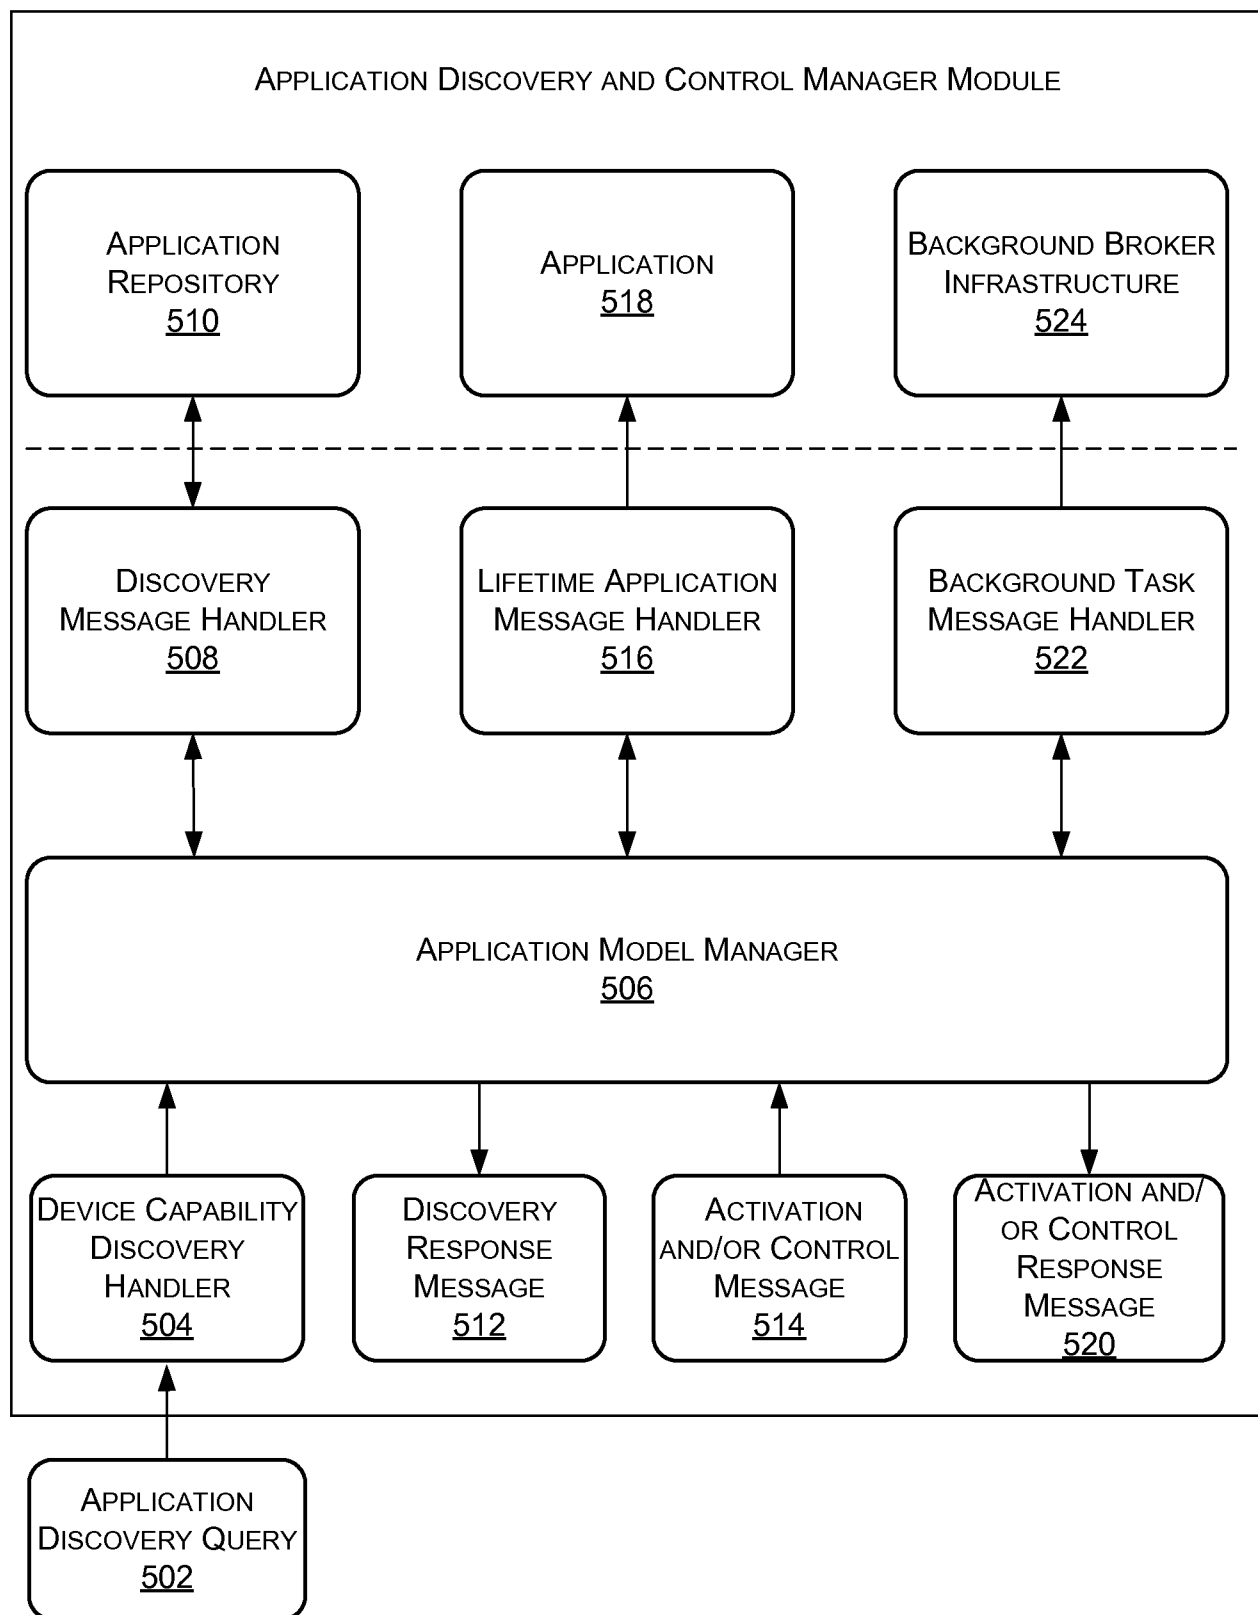 APPLICATION DISCOVERY AND CONTROL MANAGER MODULE
APPLICATION
REPOSITORY
510
APPLICATION
518
BACKGROUND BROKER
INFRASTRUCTURE
524
DISCOVERY
MESSAGE HANDLER
508
LIFETIME APPLICATION
MESSAGE HANDLER
516
BACKGROUND TASK
MESSAGE HANDLER
522
APPLICATION MODEL MANAGER
506
DEVICE CAPABILITY
DISCOVERY
HANDLER
504
DISCOVERY
RESPONSE
MESSAGE
512
ACTIVATION
AND/OR CONTROL
MESSAGE
514
ACTIVATION AND/
OR CONTROL
RESPONSE
MESSAGE
520
APPLICATION
DISCOVERY QUERY
502